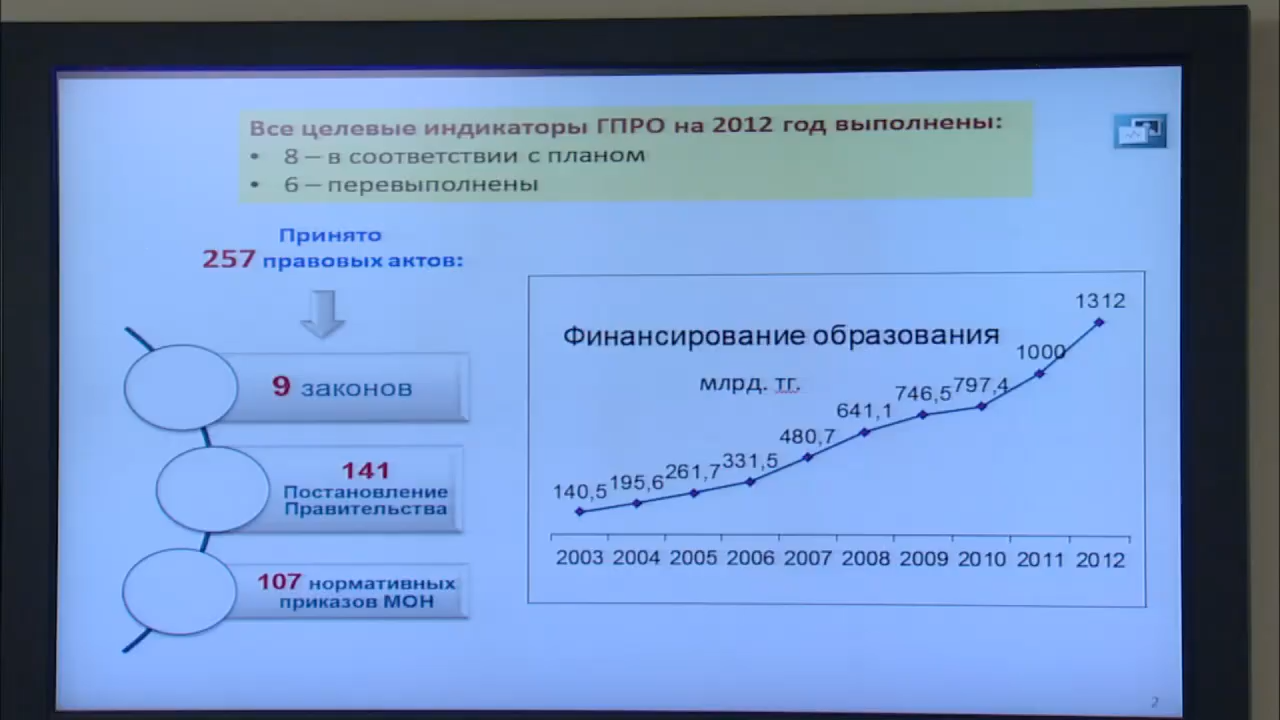 Все целевые индикаторы ГПРО на 2012 год выполнены:
• 8 – в соответствии с планом
• 6 – перевыполнены
Принято
257 правовых актов:
9 законов
141
Постановление
Правительства
107 нормативных
приказов МОН
Финансирование образования
млрд. тг.
140,5 195,6 261,7 331,5 480,7 641,1 746,5 797,4 1000 1312
2003 2004 2005 2006 2007 2008 2009 2010 2011 2012
2